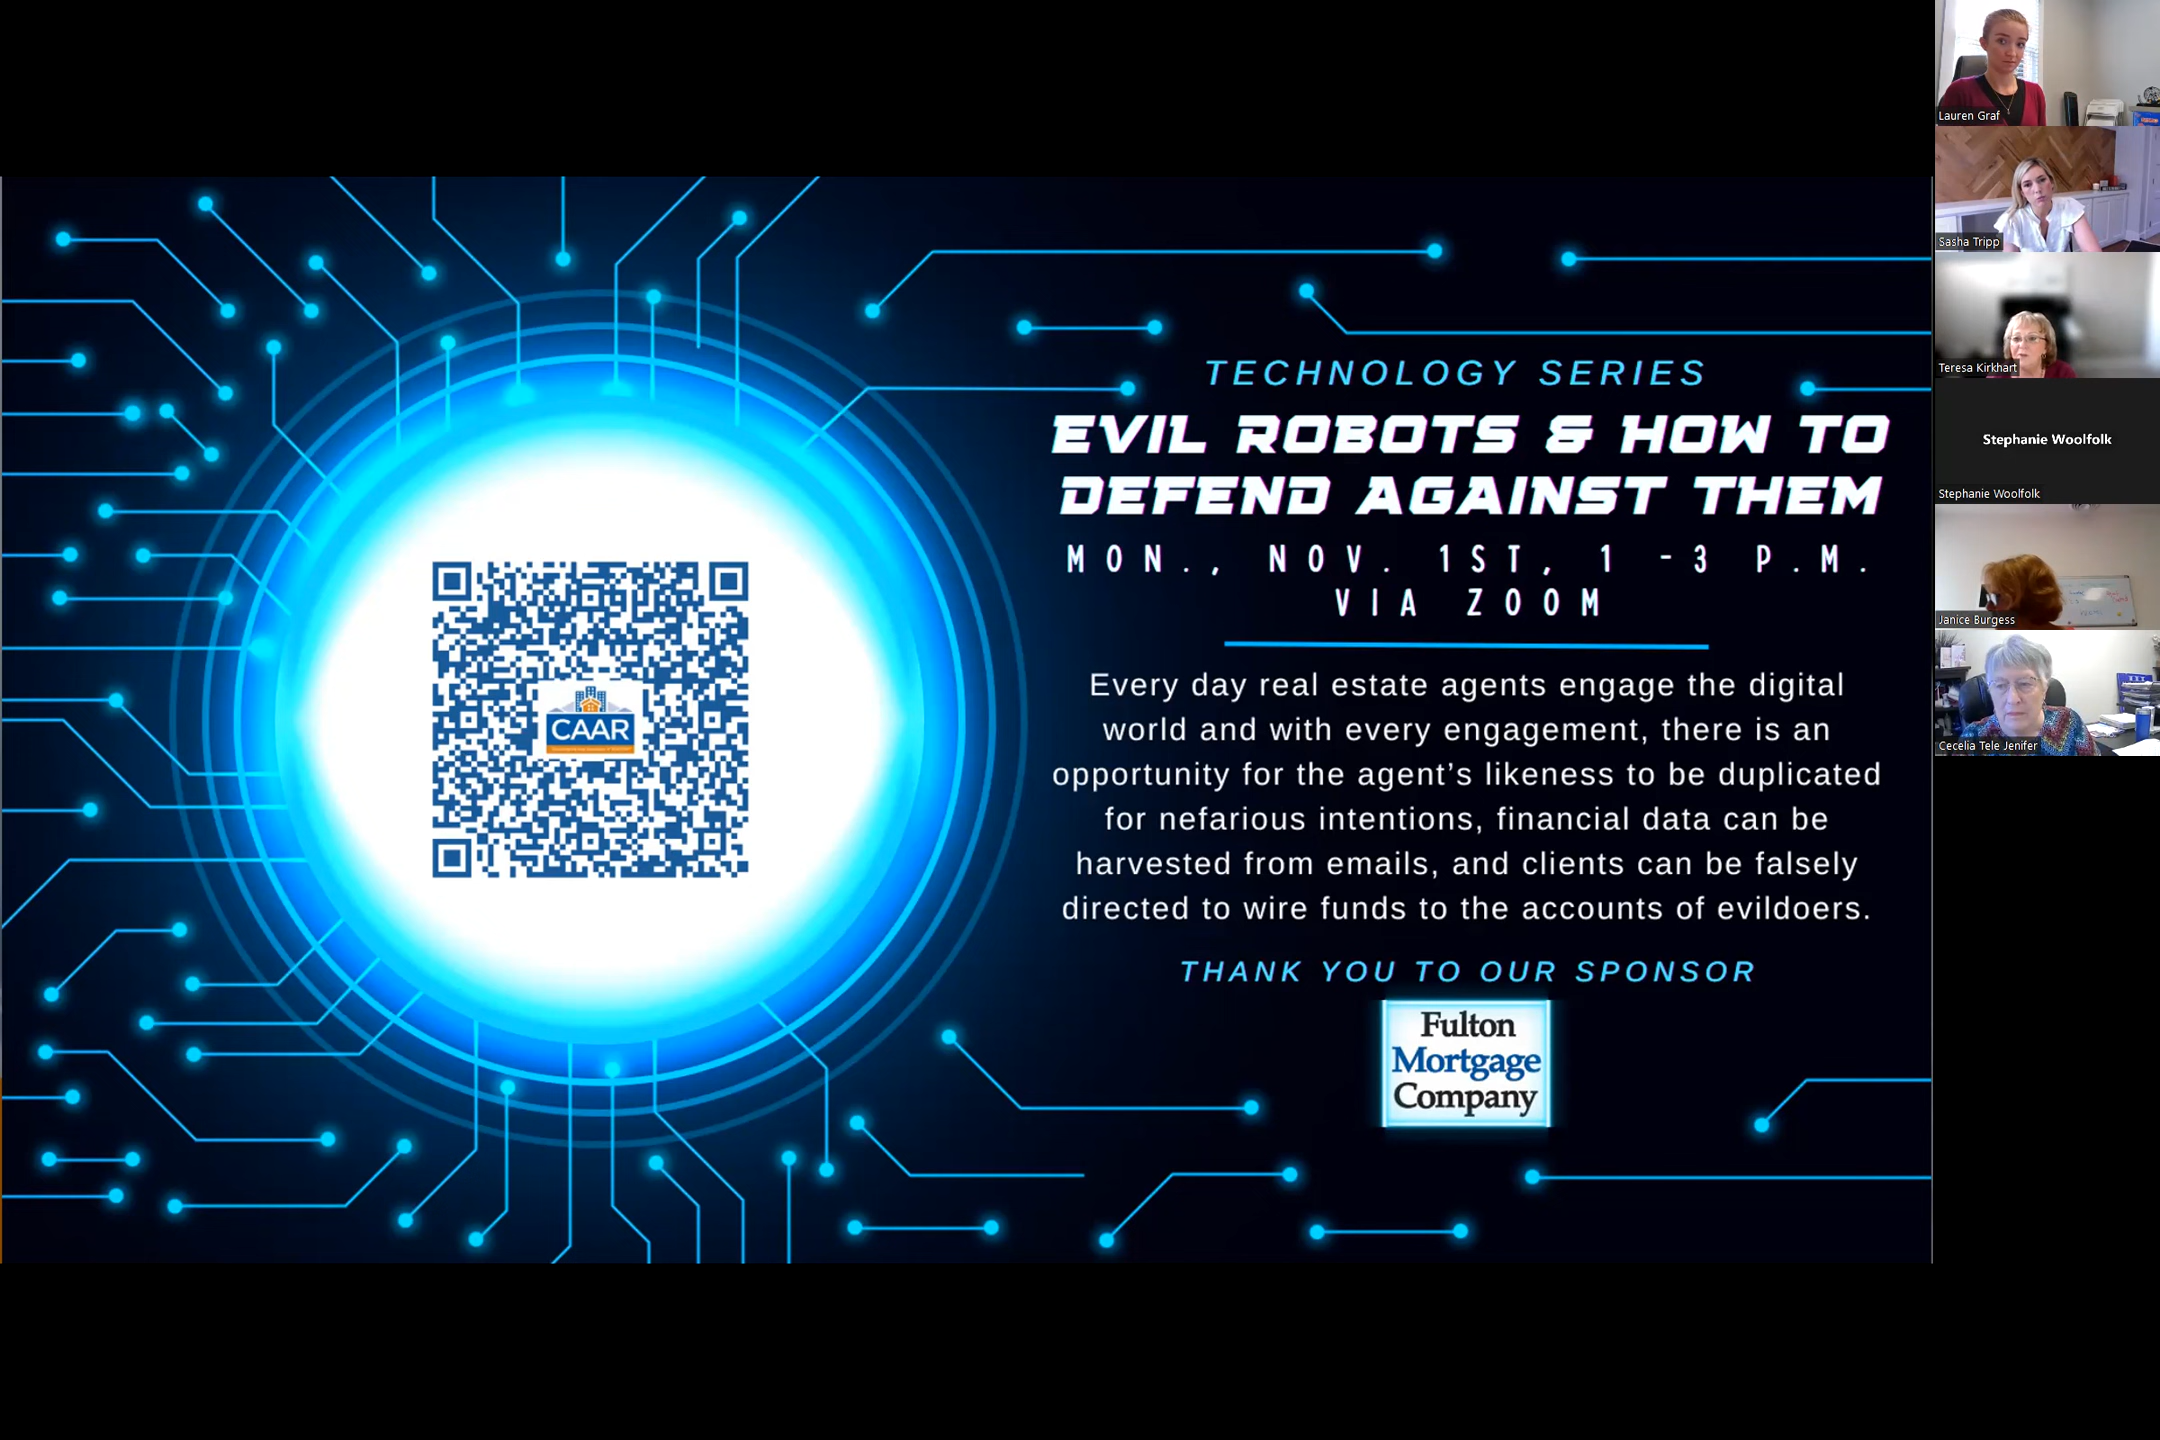 TECHNOLOGY SERIES
EVIL ROBOTS & HOW TO
DEFEND AGAINST THEM
MON., NOV. 1ST, 1 -3 P.M.
VIA ZOOM
Every day real estate agents engage the digital
world and with every engagement, there is an
opportunity for the agent’s likeness to be duplicated
for nefarious intentions, financial data can be
harvested from emails, and clients can be falsely
directed to wire funds to the accounts of evildoers.
THANK YOU TO OUR SPONSOR
Fulton
Mortgage
Company
CAAR
Lauren Graf
Sasha Tripp
Teresa Kirkhart
Stephanie Woolfolk
Stephanie Woolfolk
Janice Burgess
Cecelia Tele Jenifer